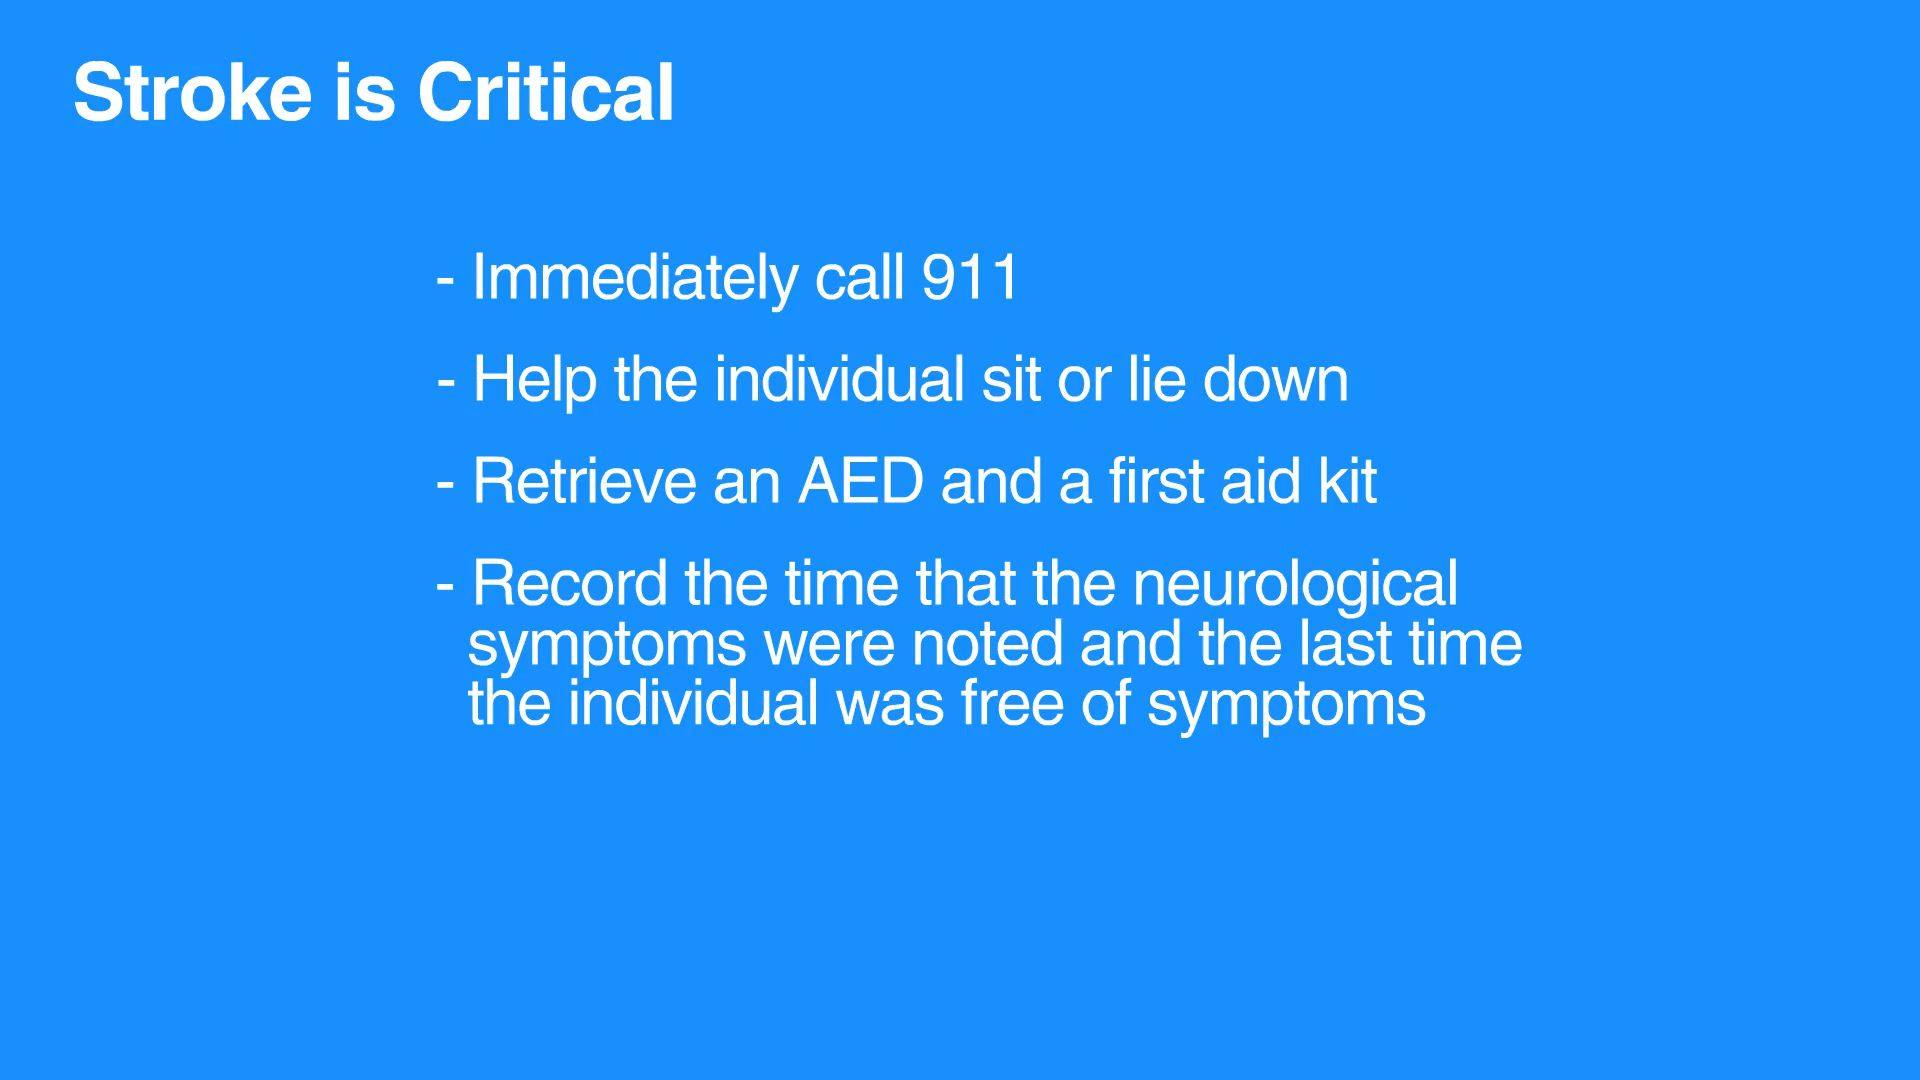 Stroke is Critical
- Immediately call 911
- Help the individual sit or lie down
- Retrieve an AED and a first aid kit
- Record the time that the neurological
symptoms were noted and the last time
the individual was free of symptoms